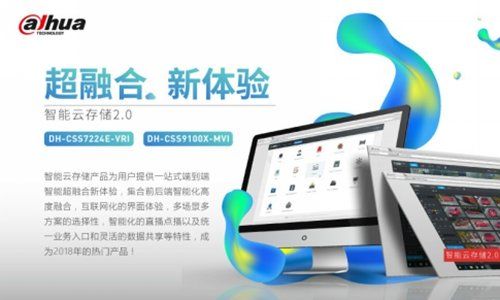 alhua
TECHNOLOGY
超融合。新体验
智能云存储2.0
DH-CSS7224E-VRI DH-CSS9100X-MVI
智能云存储产品为用户提供一站式端到端
智能超融合新体验，集合前后端智能化高
度融合，互联网化的界面体验，多场景多
方案的选择性，智能化的直播点播以及统
一业务入口和灵活的数据共享等特性，成
为2018年的热门产品！
智能云存储2.0